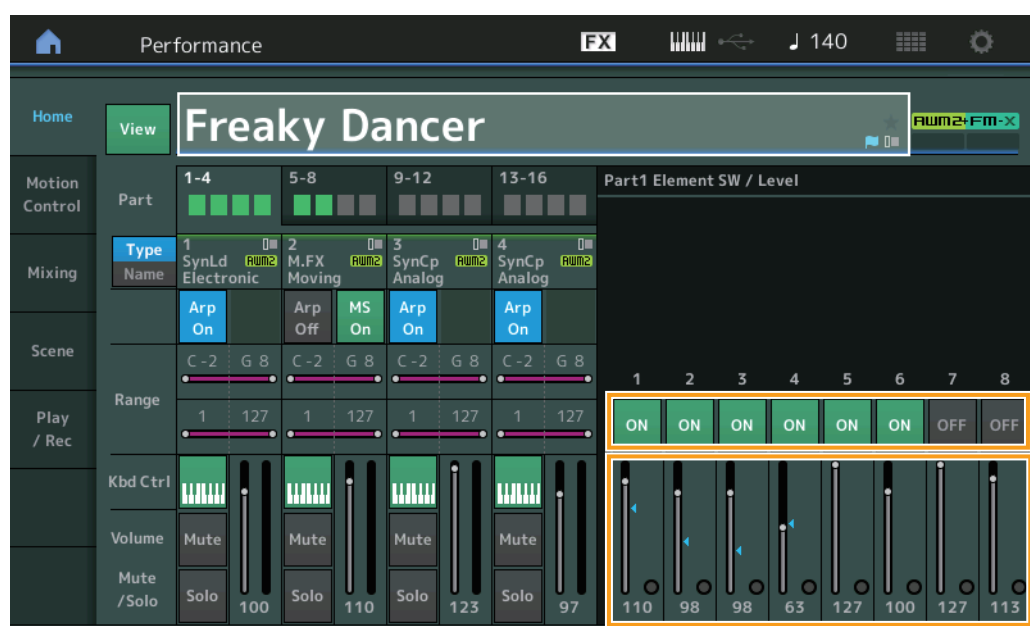 Performance
FX
140
Home
View
Freaky Dancer
AWM2+FM-X
Motion
Control
Mixing
Scene
Play
/ Rec
Part
1-4
5-8
9-12
13-16
Part1 Element SW / Level
Type
Name
1
SynLd
AWM2
Electronic
2
M.FX
AWM2
Moving
3
SynCp
AWM2
Analog
4
SynCp
AWM2
Analog
Arp
On
Arp
Off
MS
On
Arp
On
Arp
On
Range
C -2 G 8 C -2 G 8 C -2 G 8 C -2 G 8
1 127 1 127 1 127 1 127
1 2 3 4 5 6 7 8
ON ON ON ON ON ON OFF OFF
Kbd Ctrl
Volume
Mute Mute Mute Mute
Mute
/Solo
Solo 100 Solo 110 Solo 123 Solo 97
110 98 98 63 127 100 127 113